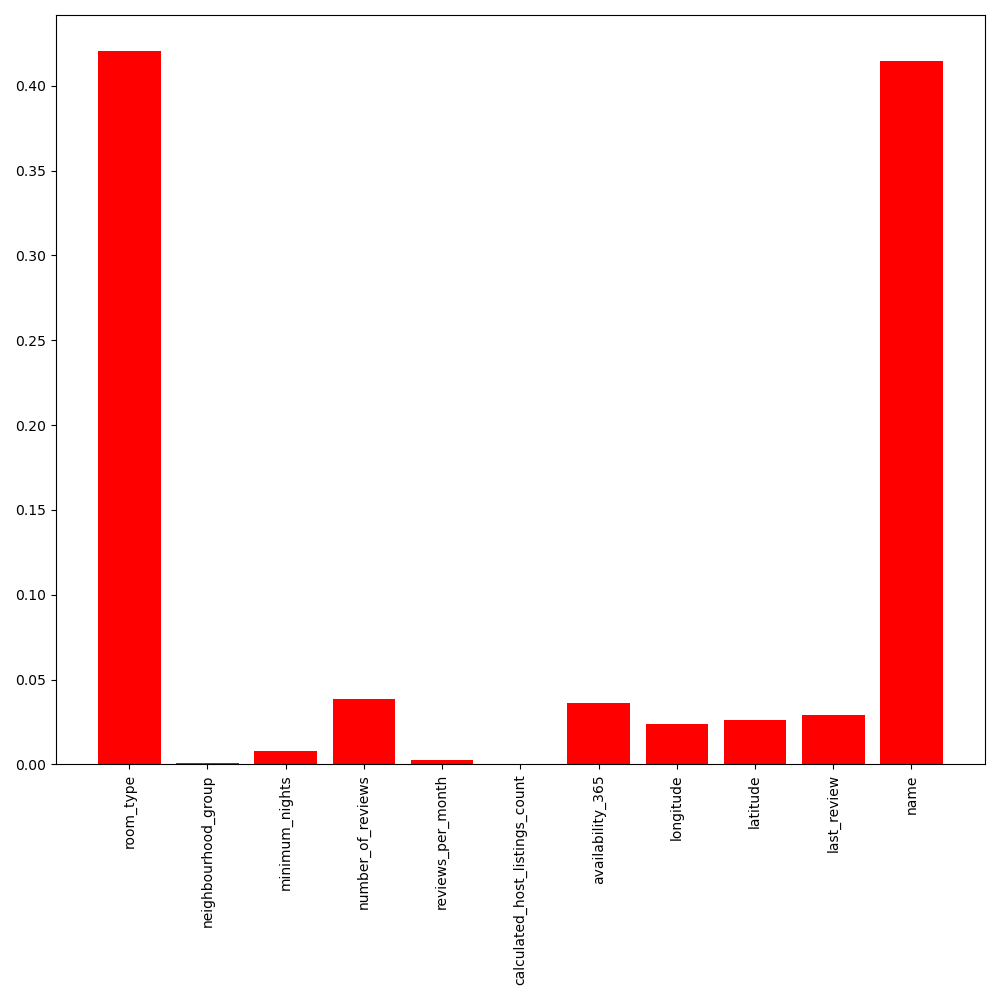 0.40
0.35
0.30
0.25
0.20
0.15
0.10
0.05
0.00
room_type
neighbourhood_group
minimum_nights
number_of_reviews
reviews_per_month
calculated_host_listings_count
availability_365
longitude
latitude
last_review
name